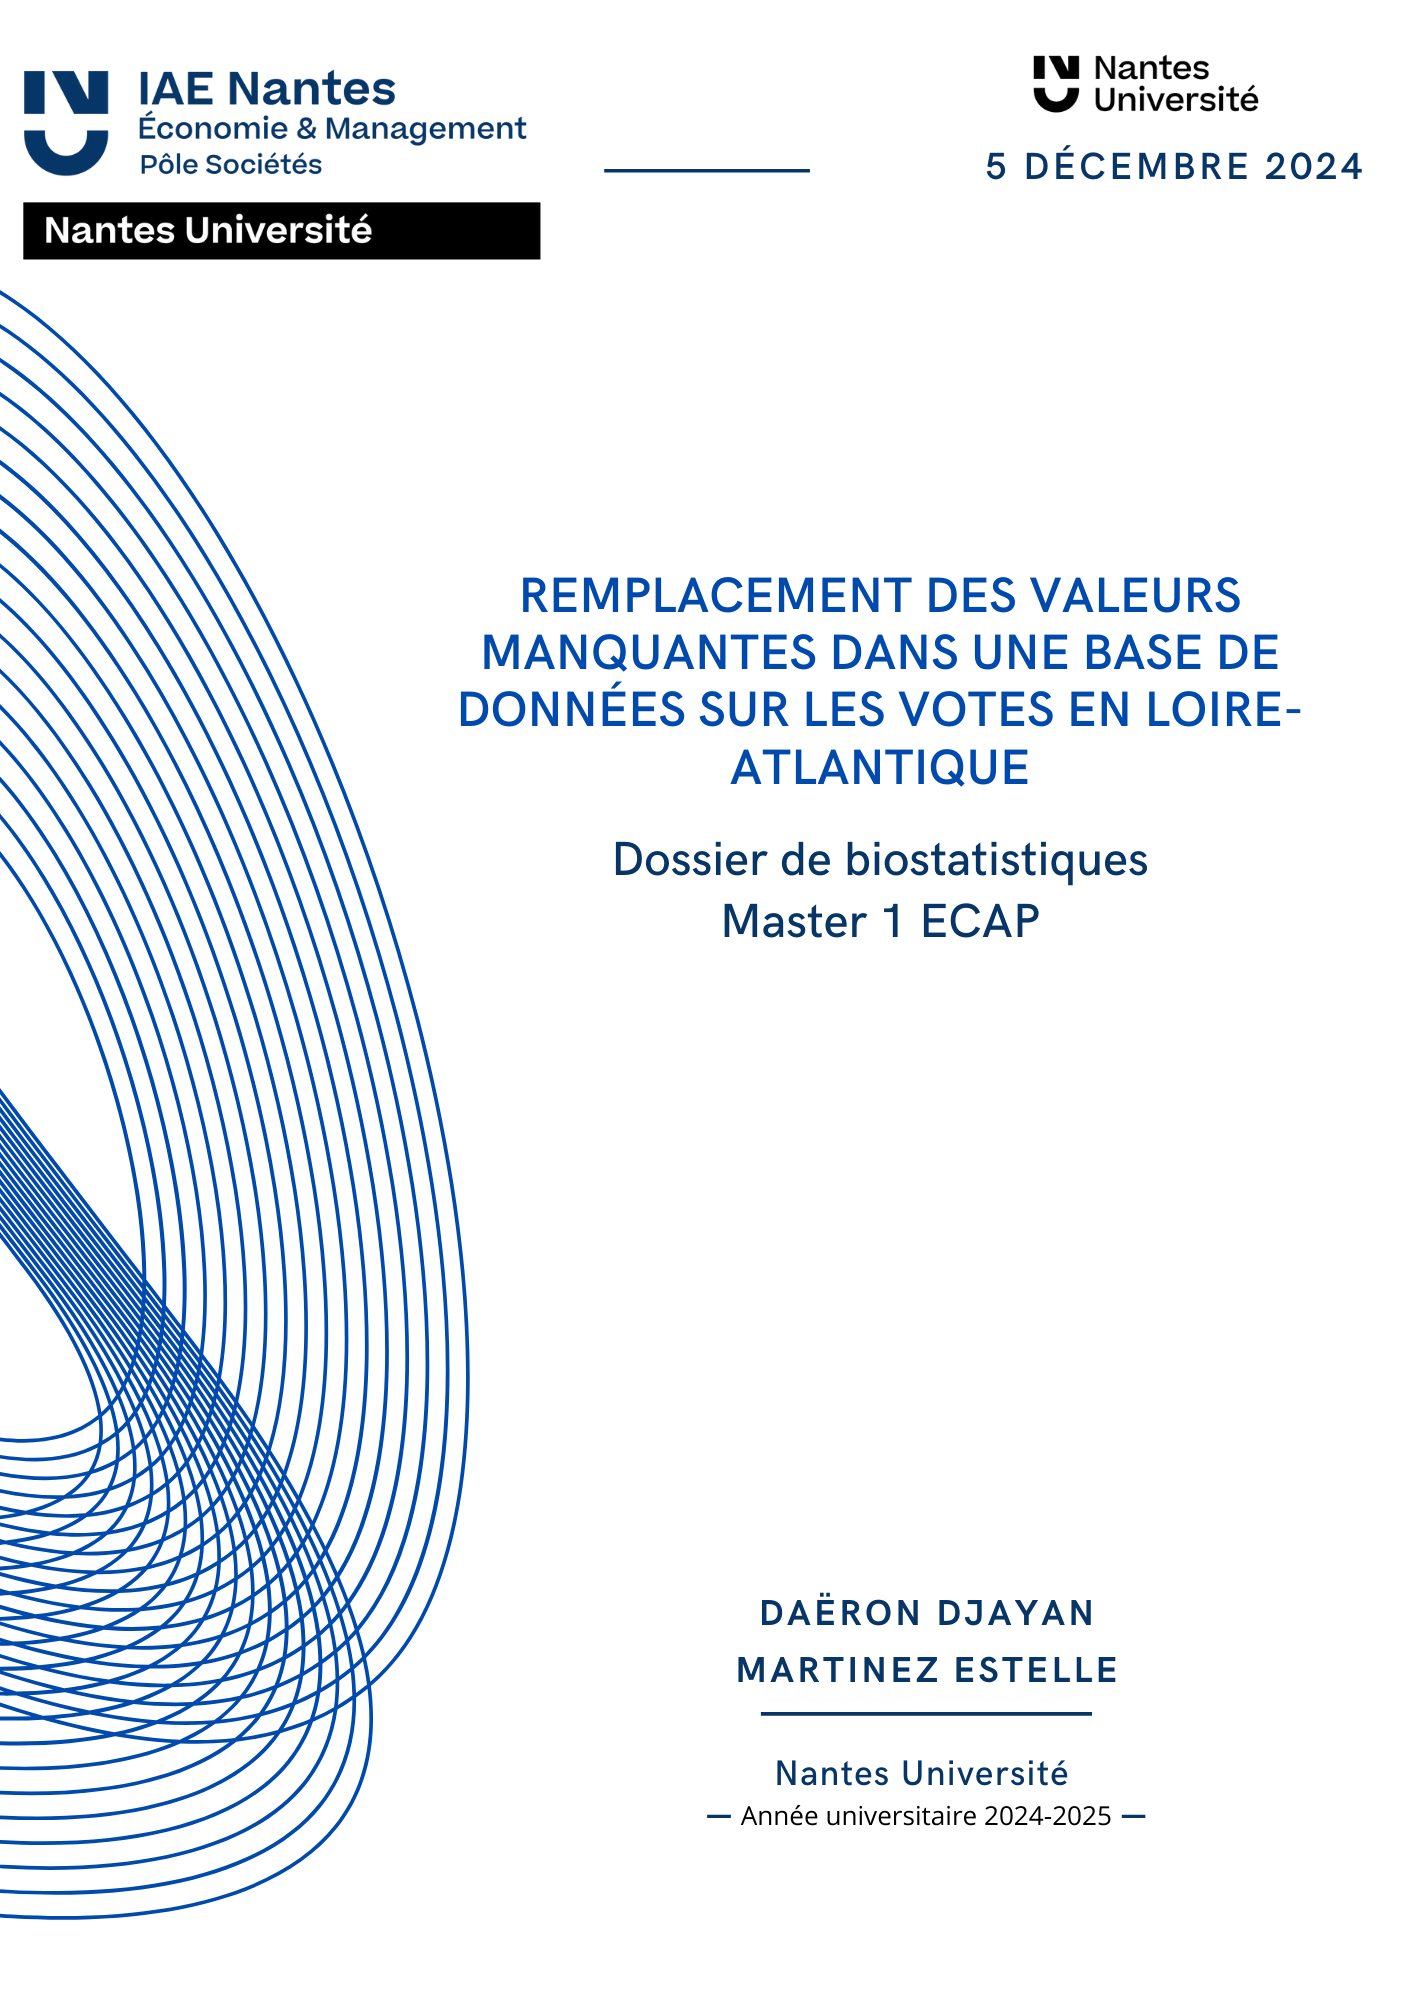 IAE Nantes
Économie & Management
Pôle Sociétés
Nantes Université
Nantes
Université
5 DÉCEMBRE 2024
REMPLACEMENT DES VALEURS
MANQUANTES DANS UNE BASE DE
DONNÉES SUR LES VOTES EN LOIRE-
ATLANTIQUE
Dossier de biostatistiques
Master 1 ECAP
DAËRON DJAYAN
MARTINEZ ESTELLE
Nantes Université
— Année universitaire 2024-2025 —